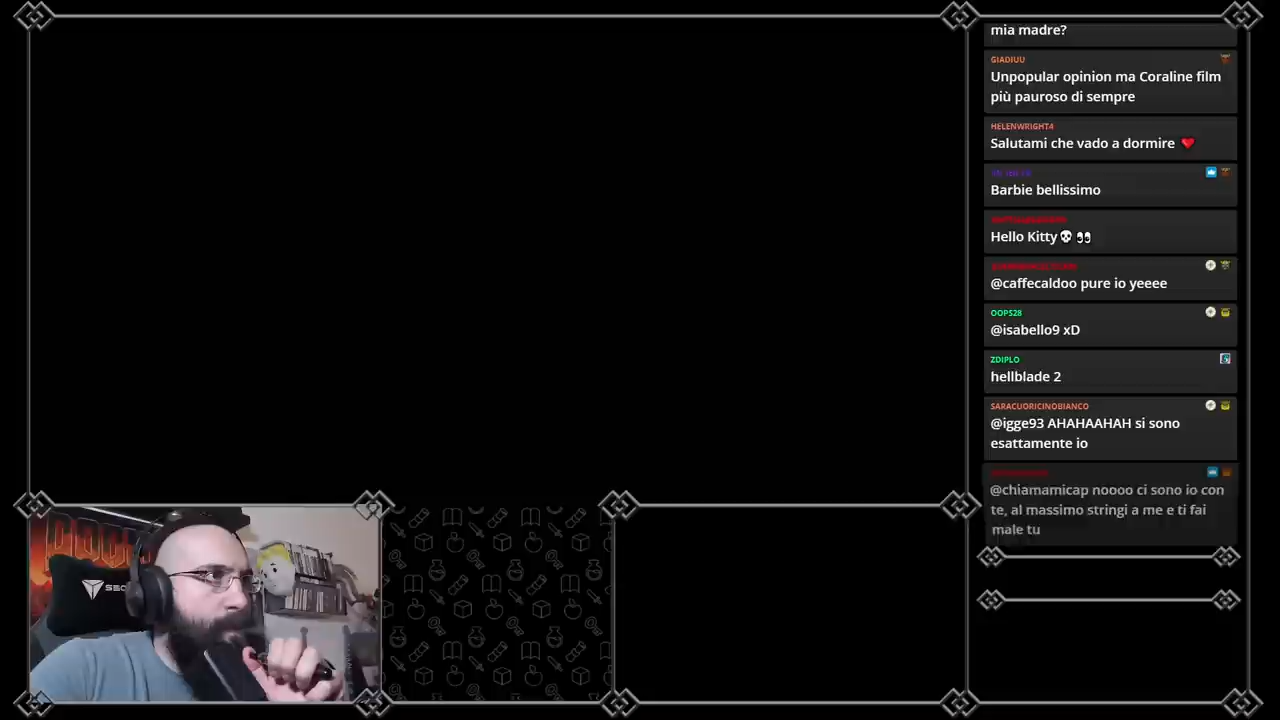 mia madre?
GIADIUU
Unpopular opinion ma Coraline film
più pauroso di sempre
HELENWRIGHT4
Salutami che vado a dormire
Barbie bellissimo
Hello Kitty
@caffecaldoo pure io yeeee
OOPS28
@isabello9 xD
ZDIPLO
hellblade 2
SARACUORICINOBIANCO
@igge93 AHAHAAHAH si sono
esattamente io
@chiamamicap noooo ci sono io con
te, al massimo stringi a me e ti fai
male tu